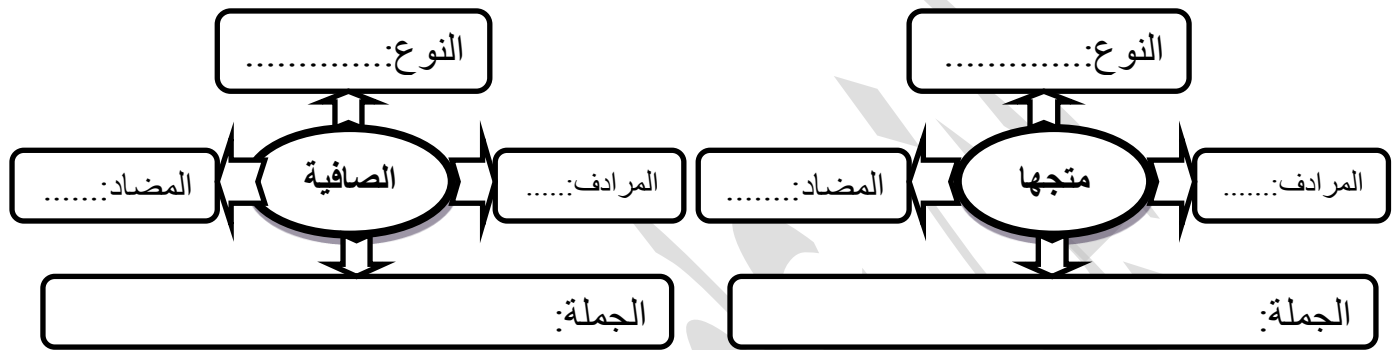 النوع:.............
المرادف:......
متجها
المضاد:.......
الجملة:
النوع:.............
المرادف:.....
الصافية
المضاد:.......
الجملة: